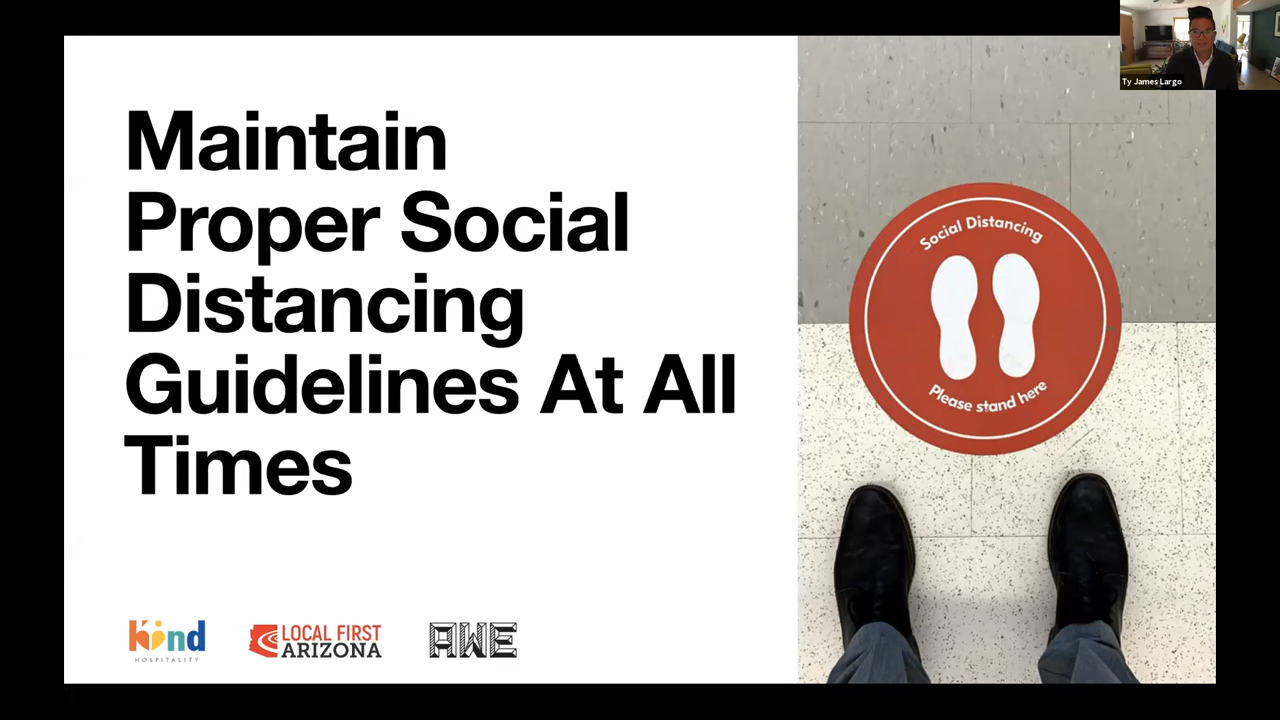 Maintain
Proper Social
Distancing
Guidelines At All
Times
kind
HOSPITALITY
LOCAL FIRST
ARIZONA
AWE
Social Distancing
Please stand here
Ty James Largo